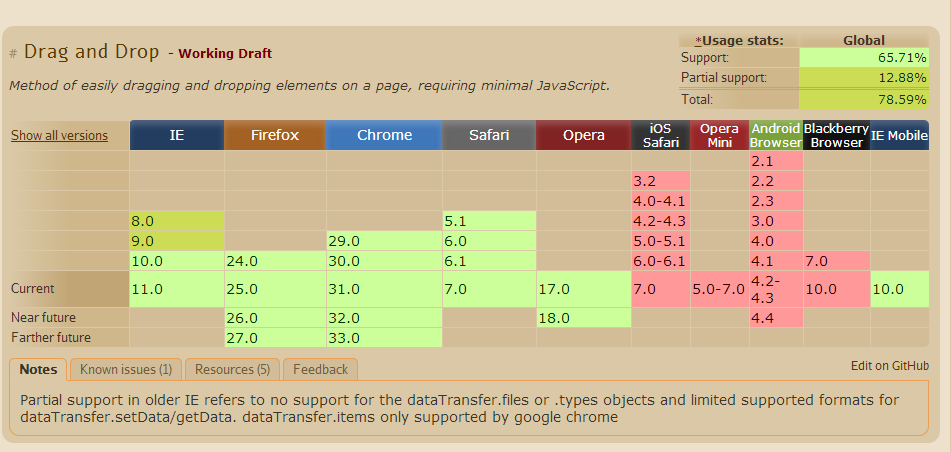 # Drag and Drop - Working Draft
*Usage stats: Global
Support: 65.71%
Partial support: 12.88%
Total: 78.59%
Method of easily dragging and dropping elements on a page, requiring minimal JavaScript.
Show all versions IE Firefox Chrome Safari Opera iOS Safari Opera Mini Android Browser Blackberry Browser IE Mobile
2.1
3.2 2.2
4.0-4.1 2.3
8.0 5.1 4.2-4.3 3.0
9.0 29.0 6.0 5.0-5.1 4.0
10.0 24.0 30.0 6.1 6.0-6.1 4.1 7.0
Current 11.0 25.0 31.0 7.0 17.0 7.0 5.0-7.0 4.2-4.3 10.0 10.0
Near future 26.0 32.0 18.0 4.4
Farther future 27.0 33.0
Notes Known issues (1) Resources (5) Feedback Edit on GitHub
Partial support in older IE refers to no support for the dataTransfer.files or .types objects and limited supported formats for
dataTransfer.setData/getData. dataTransfer.items only supported by google chrome